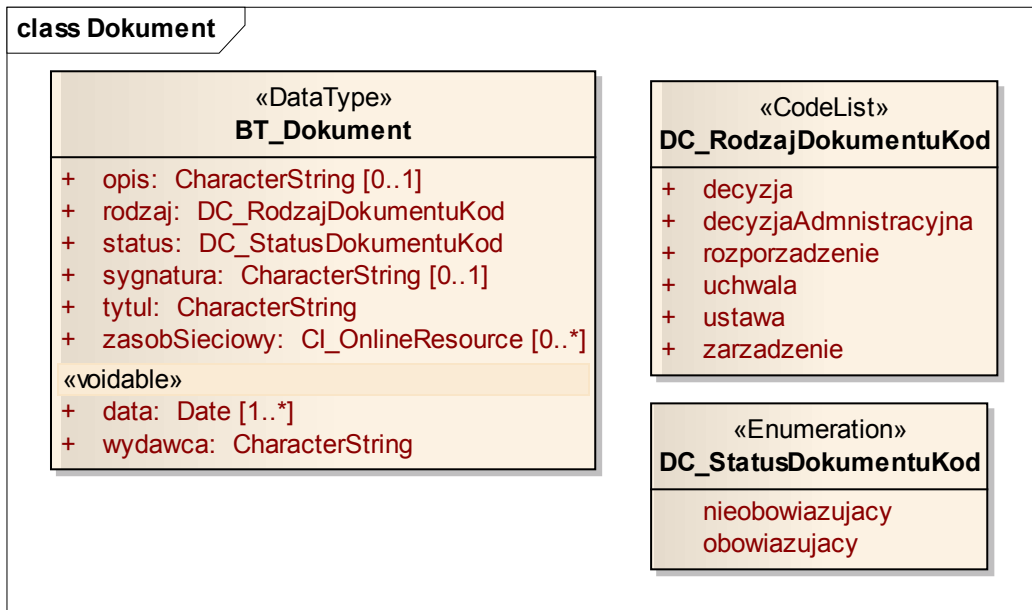 class Dokument
«DataType»
BT_Dokument
+ opis: CharacterString [0..1]
+ rodzaj: DC_RodzajDokumentuKod
+ status: DC_StatusDokumentuKod
+ sygnatura: CharacterString [0..1]
+ tytul: CharacterString
+ zasobSieciowy: CI_OnlineResource [0..*]
«voidable»
+ data: Date [1..*]
+ wydawca: CharacterString
«CodeList»
DC_RodzajDokumentuKod
+ decyzja
+ decyzjaAdmnistracyjna
+ rozporzadzenie
+ uchwala
+ ustawa
+ zarzadzenie
«Enumeration»
DC_StatusDokumentuKod
nieobowiazujacy
obowiazujacy